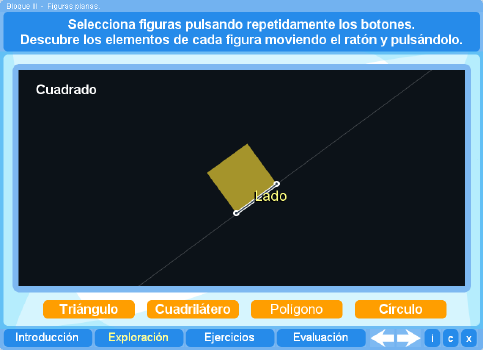 Bloque III - Figuras planas.
Selecciona figuras pulsando repetidamente los botones.
Descubre los elementos de cada figura moviendo el ratón y pulsándolo.
Cuadrado
Lado
Triángulo Cuadrilátero Polígono Círculo
Introducción Exploración Ejercicios Evaluación i c x